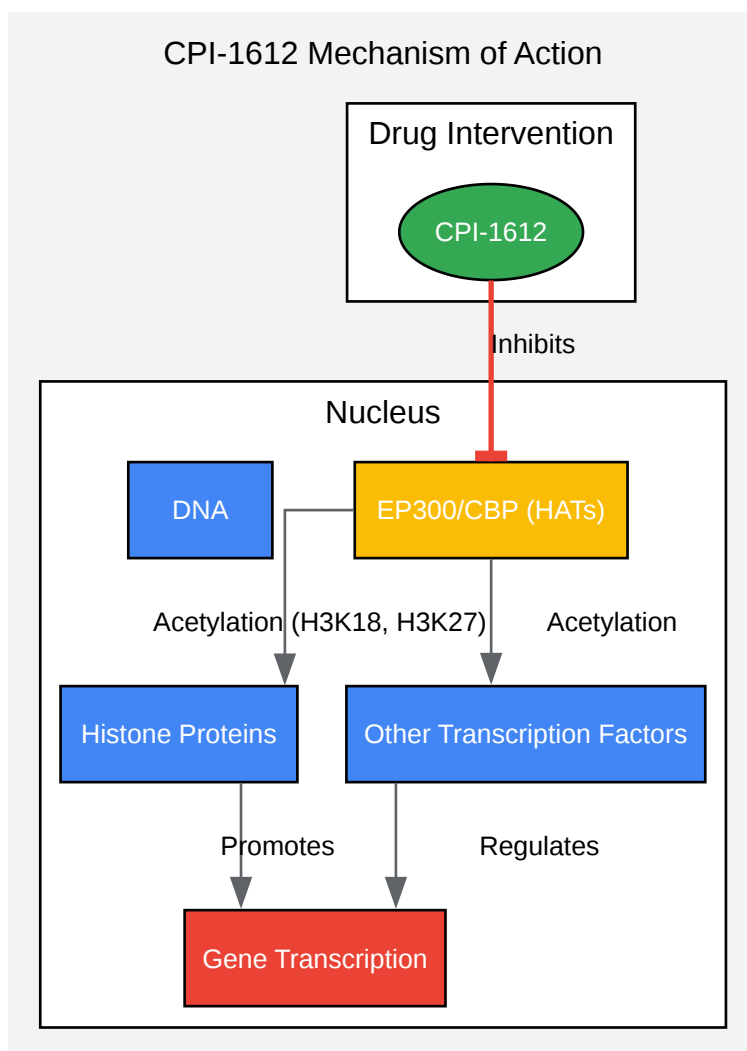 CPI-1612 Mechanism of Action
Drug Intervention
CPI-1612
Inhibits
Nucleus
DNA
EP300/CBP (HATs)
Acetylation (H3K18, H3K27)
Acetylation
Histone Proteins
Other Transcription Factors
Promotes
Regulates
Gene Transcription